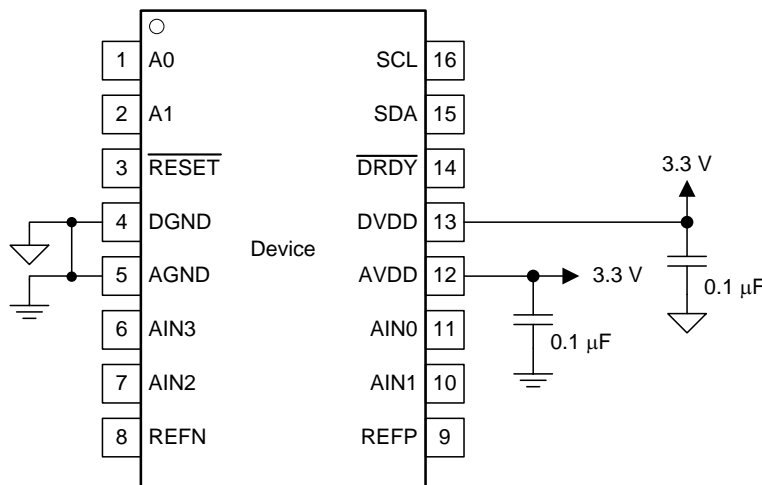 1 A0 SCL 16
2 A1 SDA 15
3 RESET DRDY 14
3.3 V
4 DGND DVDD 13
Device
5 AGND AVDD 12 3.3 V
0.1 μF
6 AIN3 AIN0 11
0.1 μF
7 AIN2 AIN1 10
8 REFN REFP 9